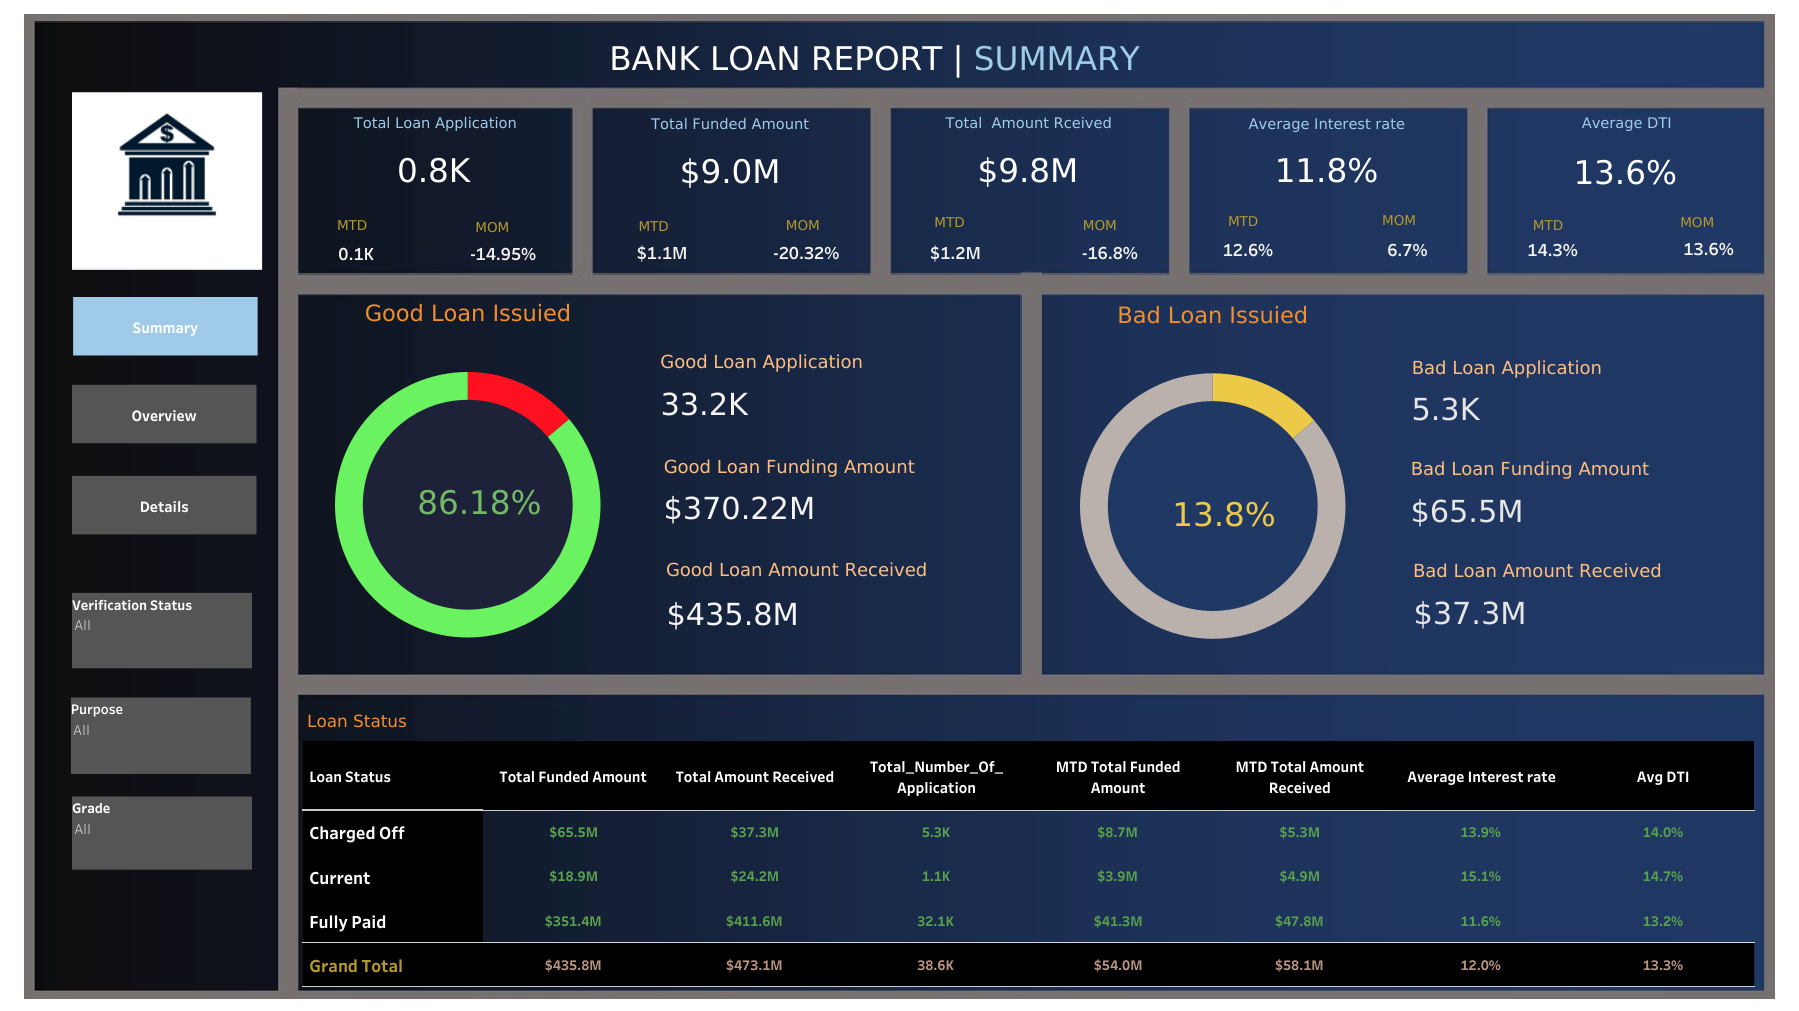 BANK LOAN REPORT | SUMMARY
$
Total Loan Application
0.8K
MTD MOM
0.1K -14.95%
Total Funded Amount
$9.0M
MTD MOM
$1.1M -20.32%
Total  Amount Rceived
$9.8M
MTD MOM
$1.2M -16.8%
Average Interest rate
11.8%
MTD MOM
12.6% 6.7%
Average DTI
13.6%
MTD MOM
14.3% 13.6%
Summary
Overview
Details
Verification Status
All
Purpose
All
Grade
All
Good Loan Issuied
86.18%
Good Loan Application
33.2K
Good Loan Funding Amount
$370.22M
Good Loan Amount Received
$435.8M
Bad Loan Issuied
13.8%
Bad Loan Application
5.3K
Bad Loan Funding Amount
$65.5M
Bad Loan Amount Received
$37.3M
Loan Status
Loan Status Total Funded Amount Total Amount Received Total_Number_Of_ Application MTD Total Funded Amount MTD Total Amount Received Average Interest rate Avg DTI
Charged Off $65.5M $37.3M 5.3K $8.7M $5.3M 13.9% 14.0%
Current $18.9M $24.2M 1.1K $3.9M $4.9M 15.1% 14.7%
Fully Paid $351.4M $411.6M 32.1K $41.3M $47.8M 11.6% 13.2%
Grand Total $435.8M $473.1M 38.6K $54.0M $58.1M 12.0% 13.3%